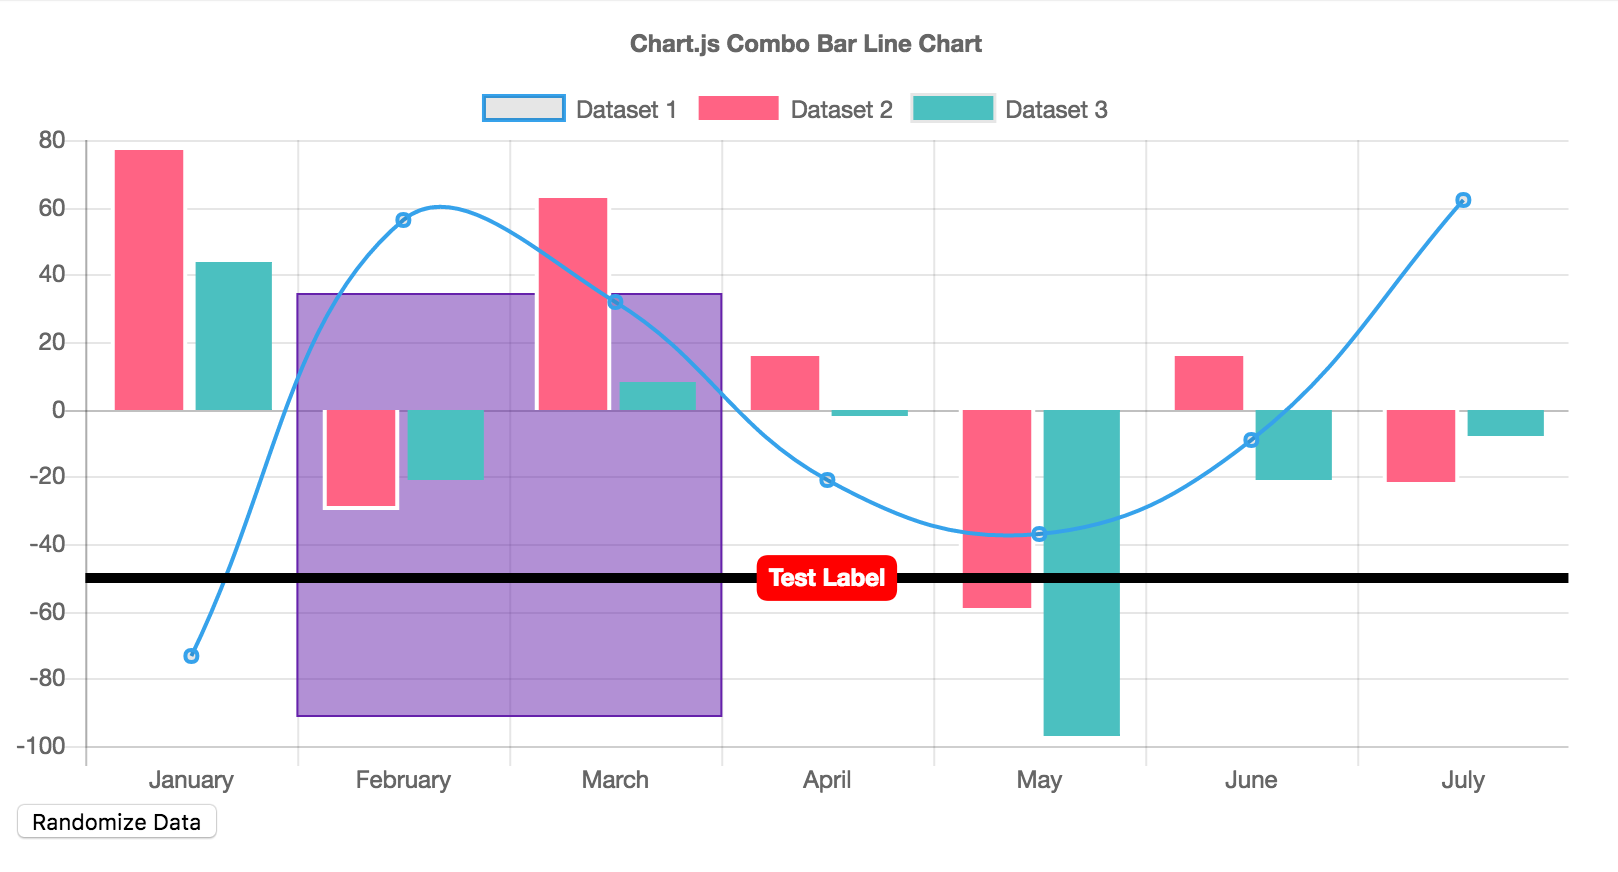 Chart.js Combo Bar Line Chart
Dataset 1 Dataset 2 Dataset 3
80
60
40
20
0
-20
-40
Test Label
-60
-80
-100
January February March April May June July
Randomize Data